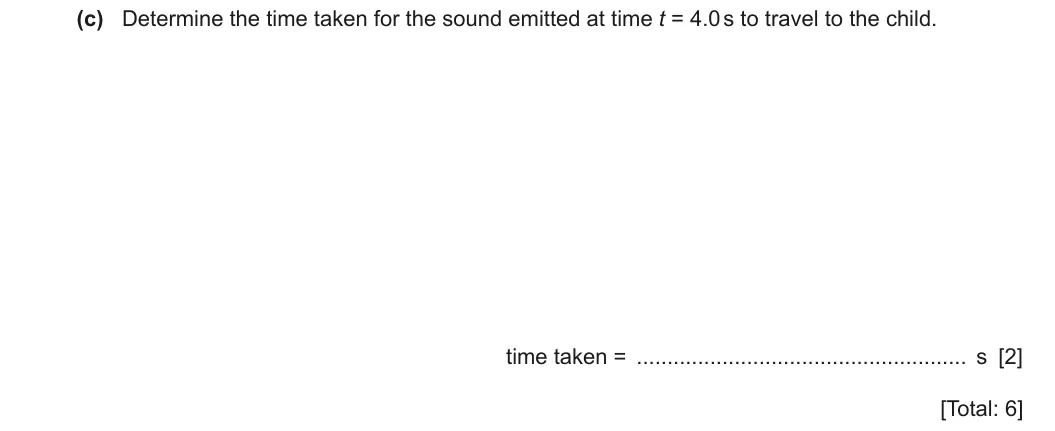 (c) Determine the time taken for the sound emitted at time t = 4.0 s to travel to the child.
time taken = ...................................................... s [2]
[Total: 6]